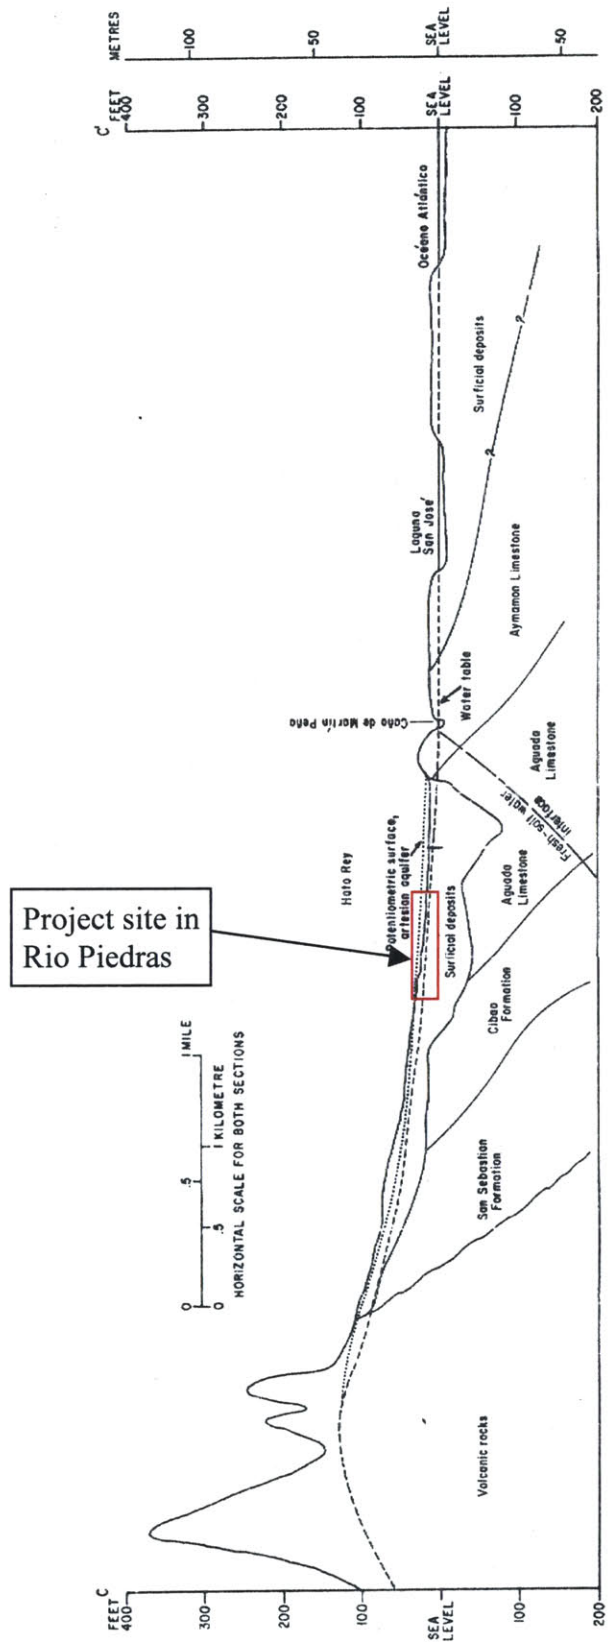 METRES
100
50
SEA
LEVEL
50
C'
FEET
400
300
200
100
SEA
LEVEL
100
200
Océano Atlántico
Surficial deposits
?
?
Laguna
San José
Aymamon Limestone
Water table
Caño de Martín Peña
Aguada
Limestone
Fresh-salt water
interface
Hato Rey
Potentiometric surface,
artesian aquifer
Surficial deposits
Aguada
Limestone
Project site in
Rio Piedras
Cibao
Formation
San Sebastian
Formation
0 .5 1 MILE
0 .5 1 KILOMETRE
HORIZONTAL SCALE FOR BOTH SECTIONS
Volcanic rocks
C
FEET
400
300
200
100
SEA
LEVEL
100
200